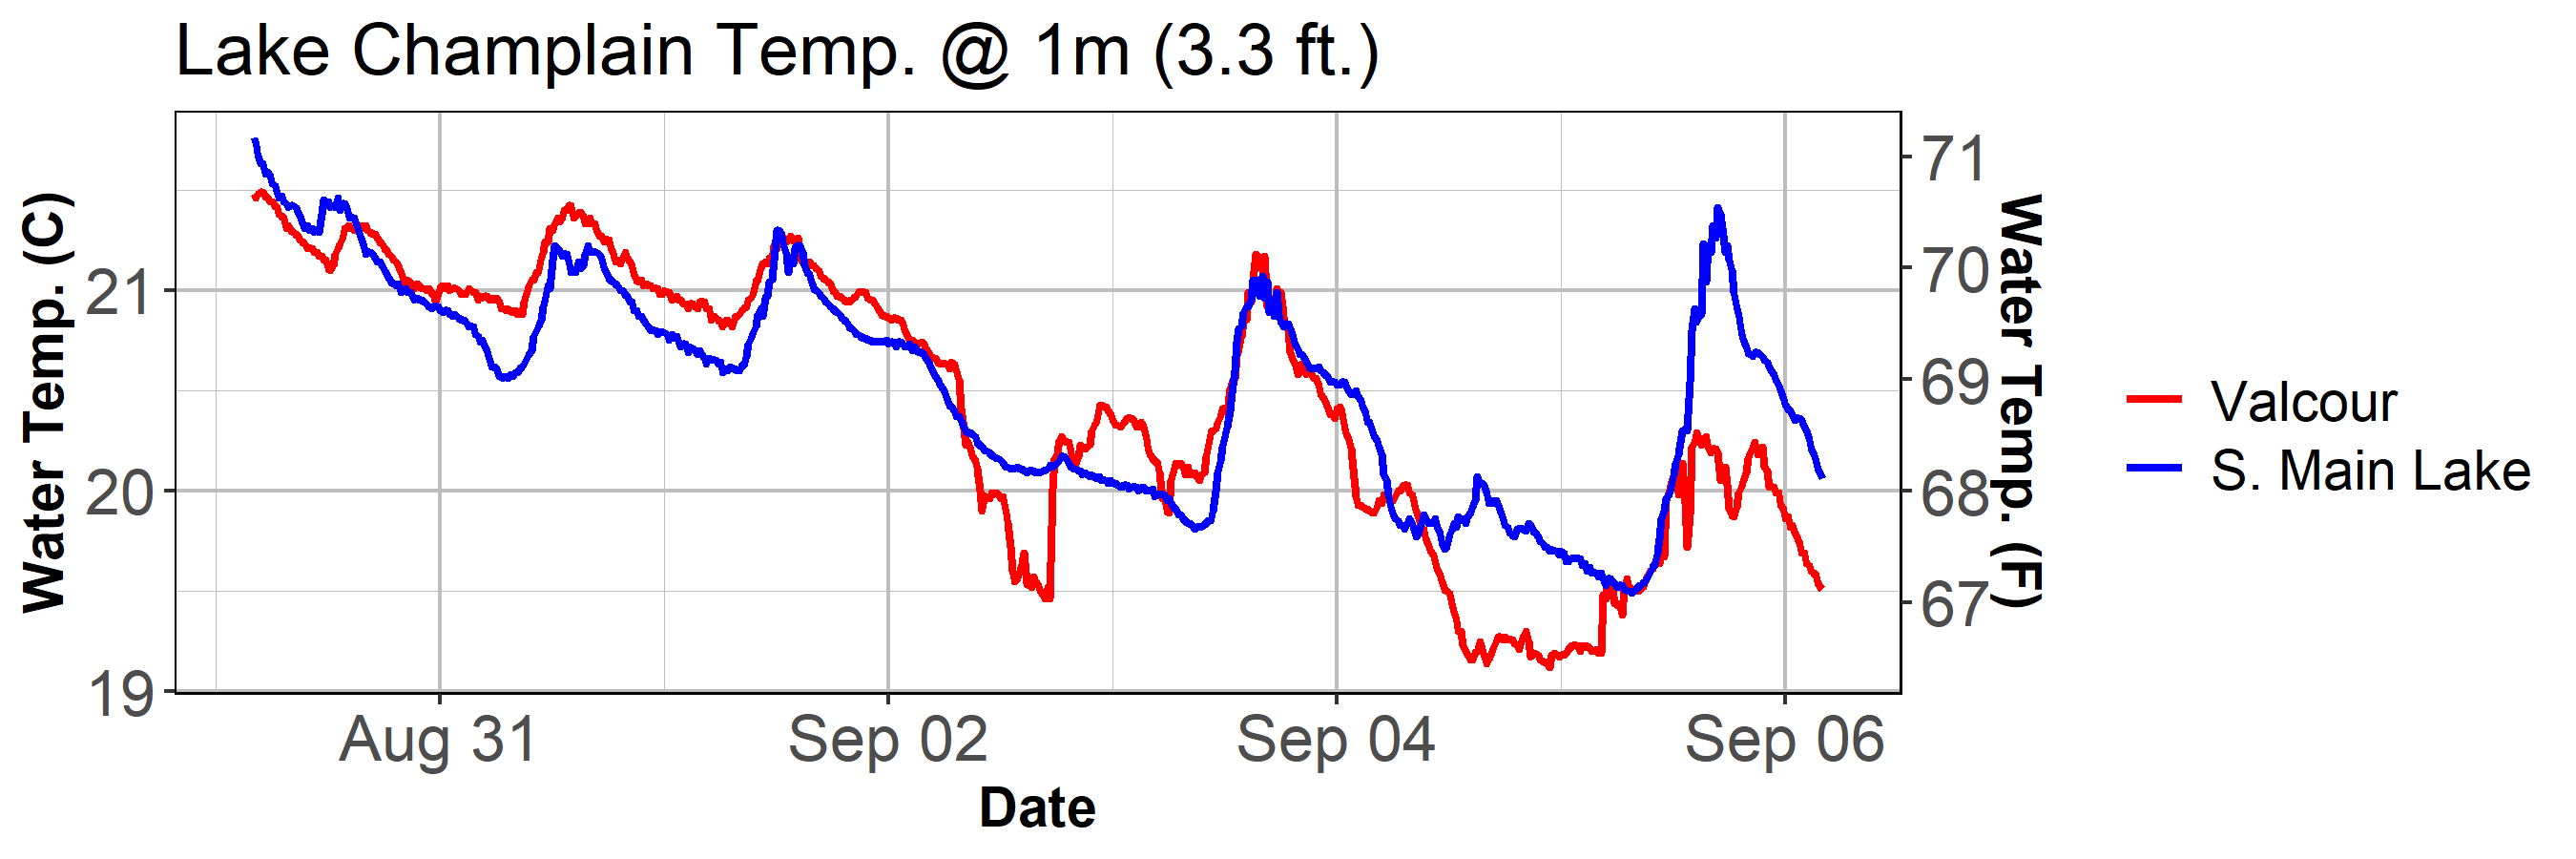 Lake Champlain Temp. @ 1m (3.3 ft.)
Water Temp. (C)
21
20
19
71
70
69
68
67
Water Temp. (F)
Aug 31
Sep 02
Sep 04
Sep 06
Date
Valcour
S. Main Lake